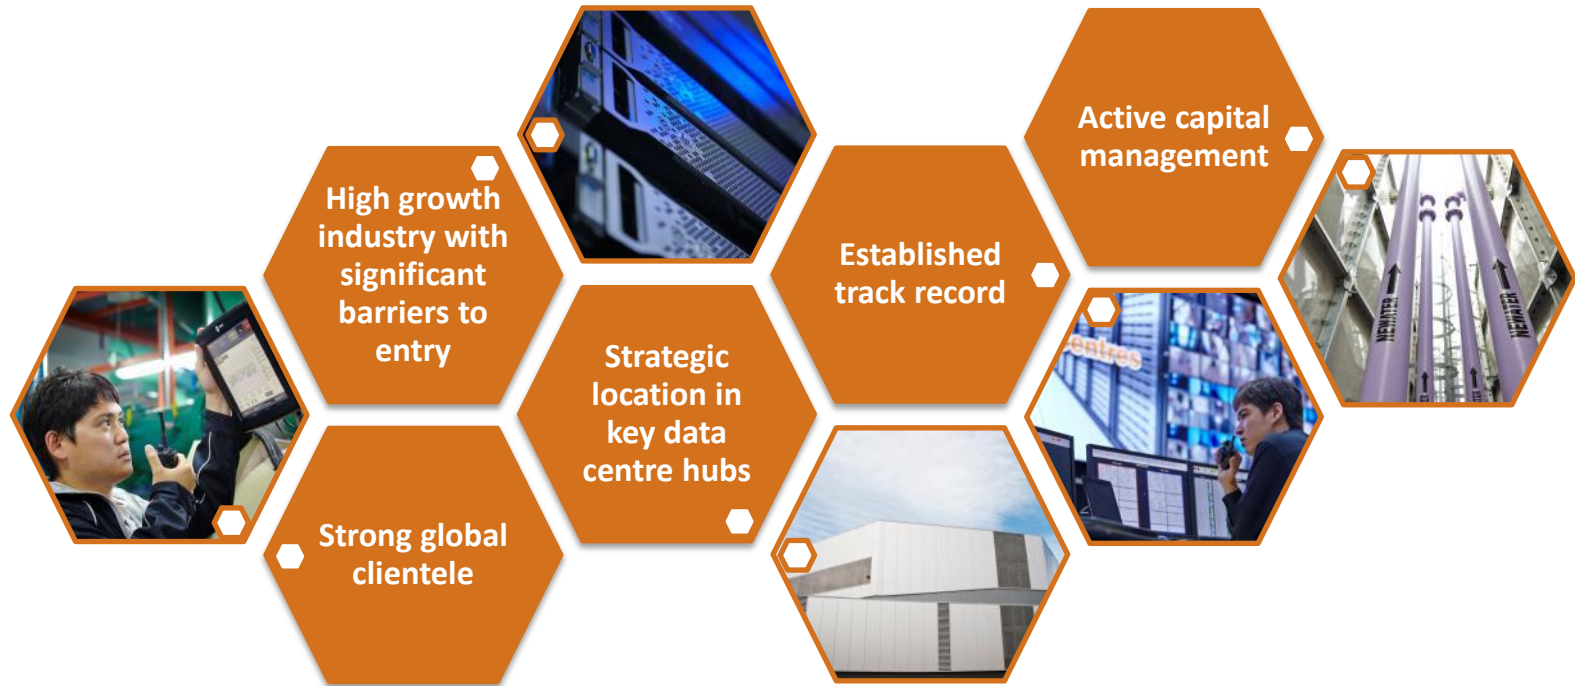 High growth
industry with
significant
barriers to
entry
Strong global
clientele
Strategic
location in
key data
centre hubs
Established
track record
Active capital
management
entres
NEWATER
NEWATER